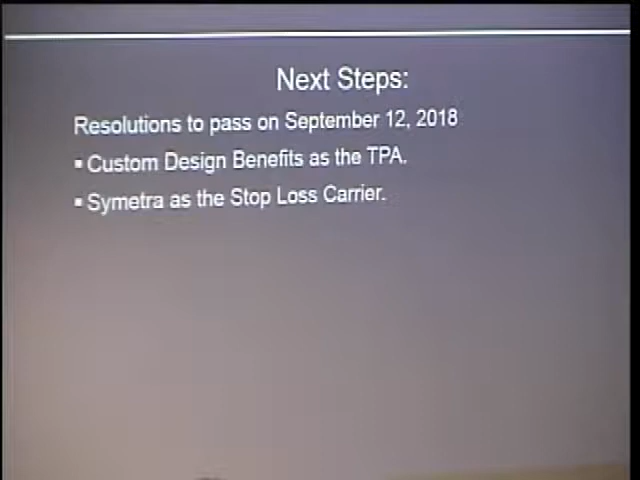 Next Steps:
Resolutions to pass on September 12, 2018
▪ Custom Design Benefits as the TPA.
▪ Symetra as the Stop Loss Carrier.